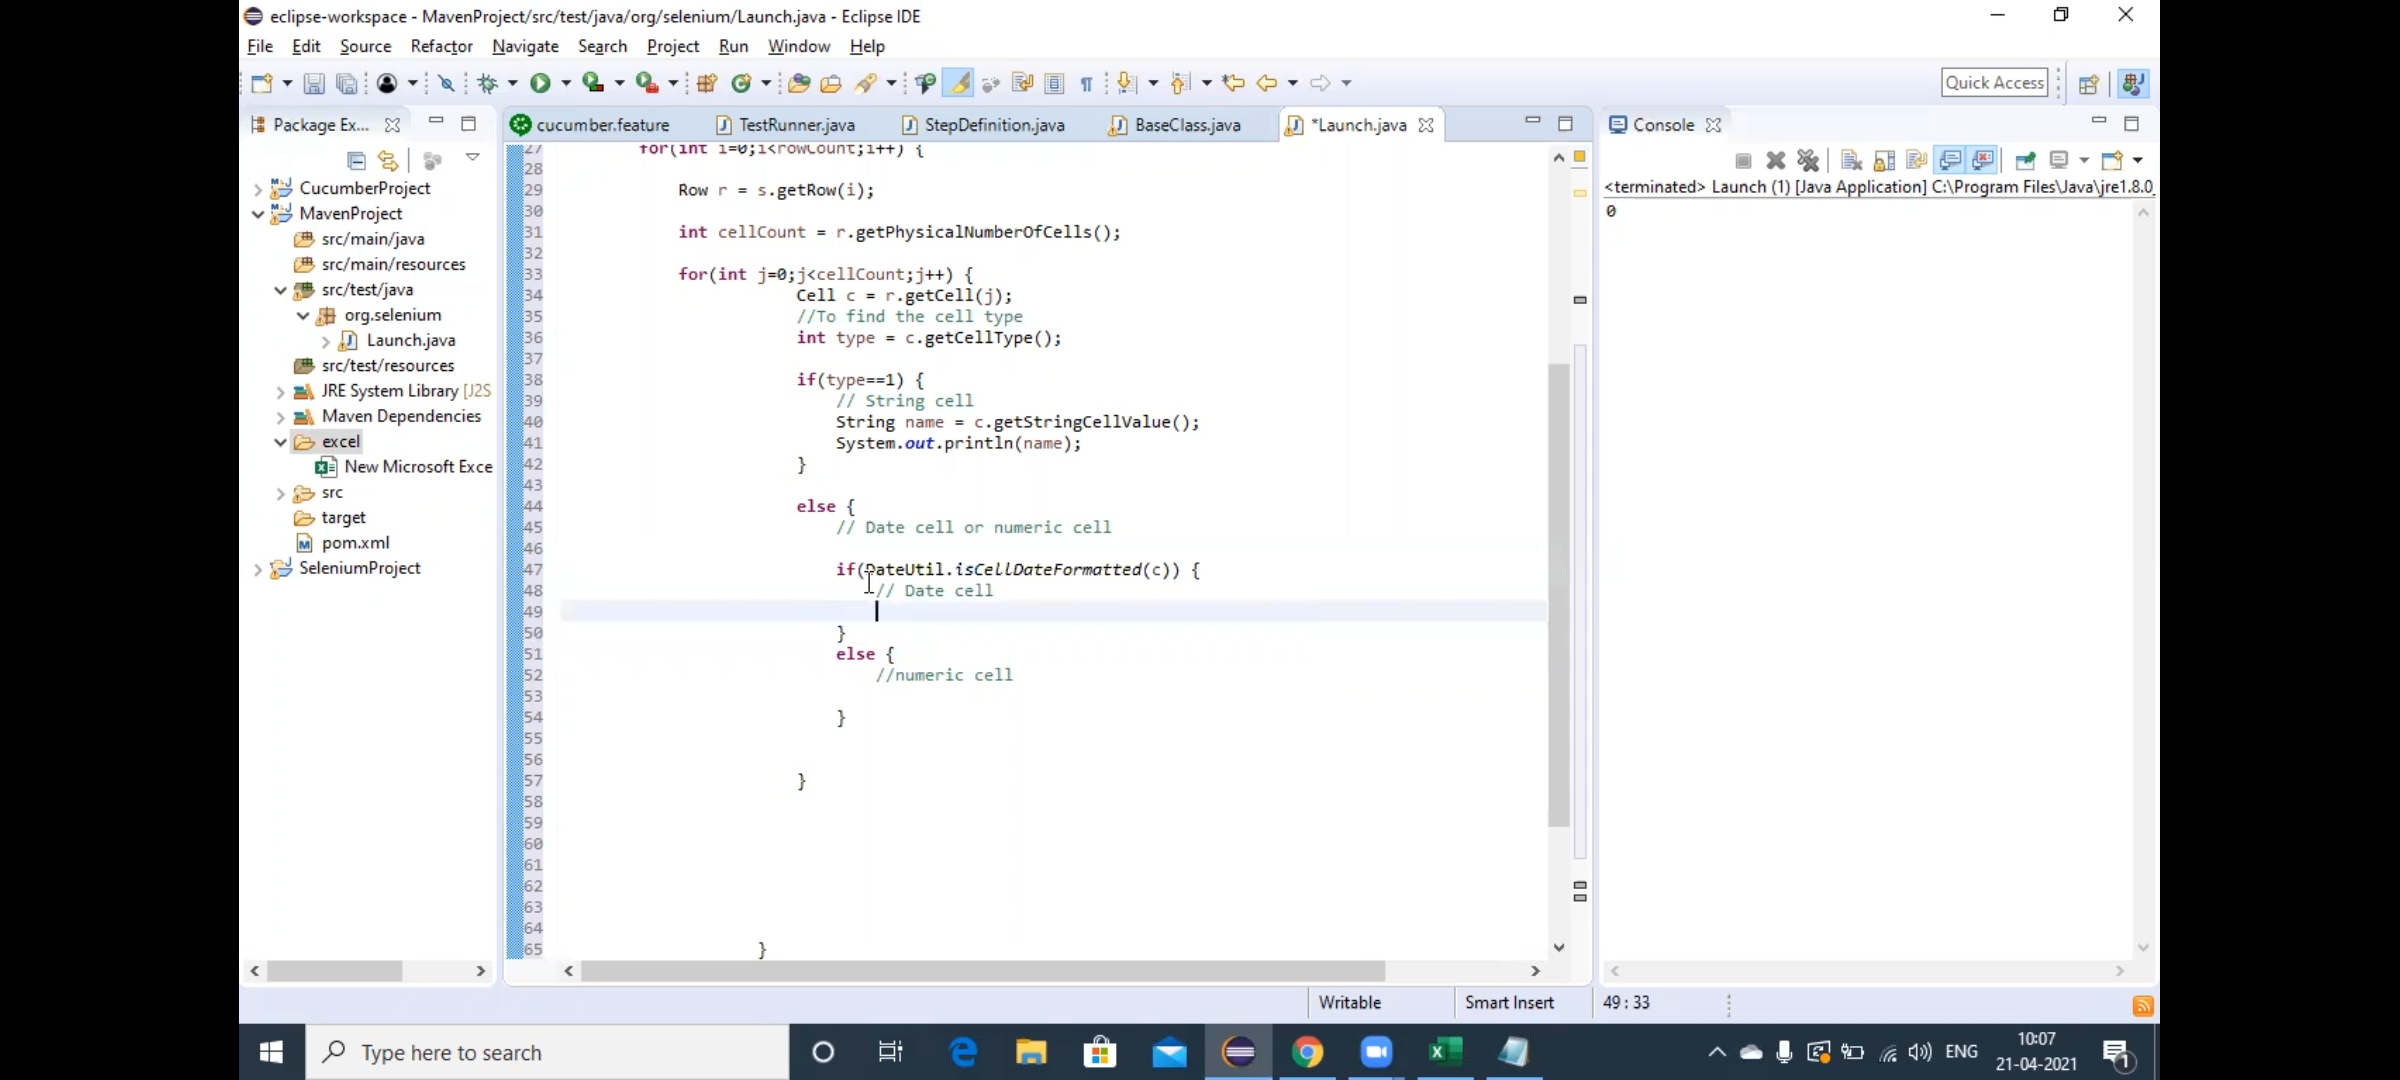 eclipse-workspace - MavenProject/src/test/java/org/selenium/Launch.java - Eclipse IDE
File Edit Source Refactor Navigate Search Project Run Window Help
Quick Access
Package Ex...
cucumber.feature TestRunner.java StepDefinition.java BaseClass.java *Launch.java
Console
CucumberProject
MavenProject
src/main/java
src/main/resources
src/test/java
org.selenium
Launch.java
src/test/resources
JRE System Library [J2S
Maven Dependencies
excel
New Microsoft Exce
src
target
pom.xml
SeleniumProject
27 for(int i=0;i<rowCount;i++) {
28
29 Row r = s.getRow(i);
30
31 int cellCount = r.getPhysicalNumberOfCells();
32
33 for(int j=0;j<cellCount;j++) {
34 Cell c = r.getCell(j);
35 //To find the cell type
36 int type = c.getCellType();
37
38 if(type==1) {
39 // String cell
40 String name = c.getStringCellValue();
41 System.out.println(name);
42 }
43
44 else {
45 // Date cell or numeric cell
46
47 if(DateUtil.isCellDateFormatted(c)) {
48 // Date cell
49
50 }
51 else {
52 //numeric cell
53
54 }
55
56
57 }
58
59
60
61
62
63
64
65 }
<terminated> Launch (1) [Java Application] C:\Program Files\Java\jre1.8.0_
0
Writable Smart Insert 49 : 33
Type here to search
ENG
10:07
21-04-2021
1